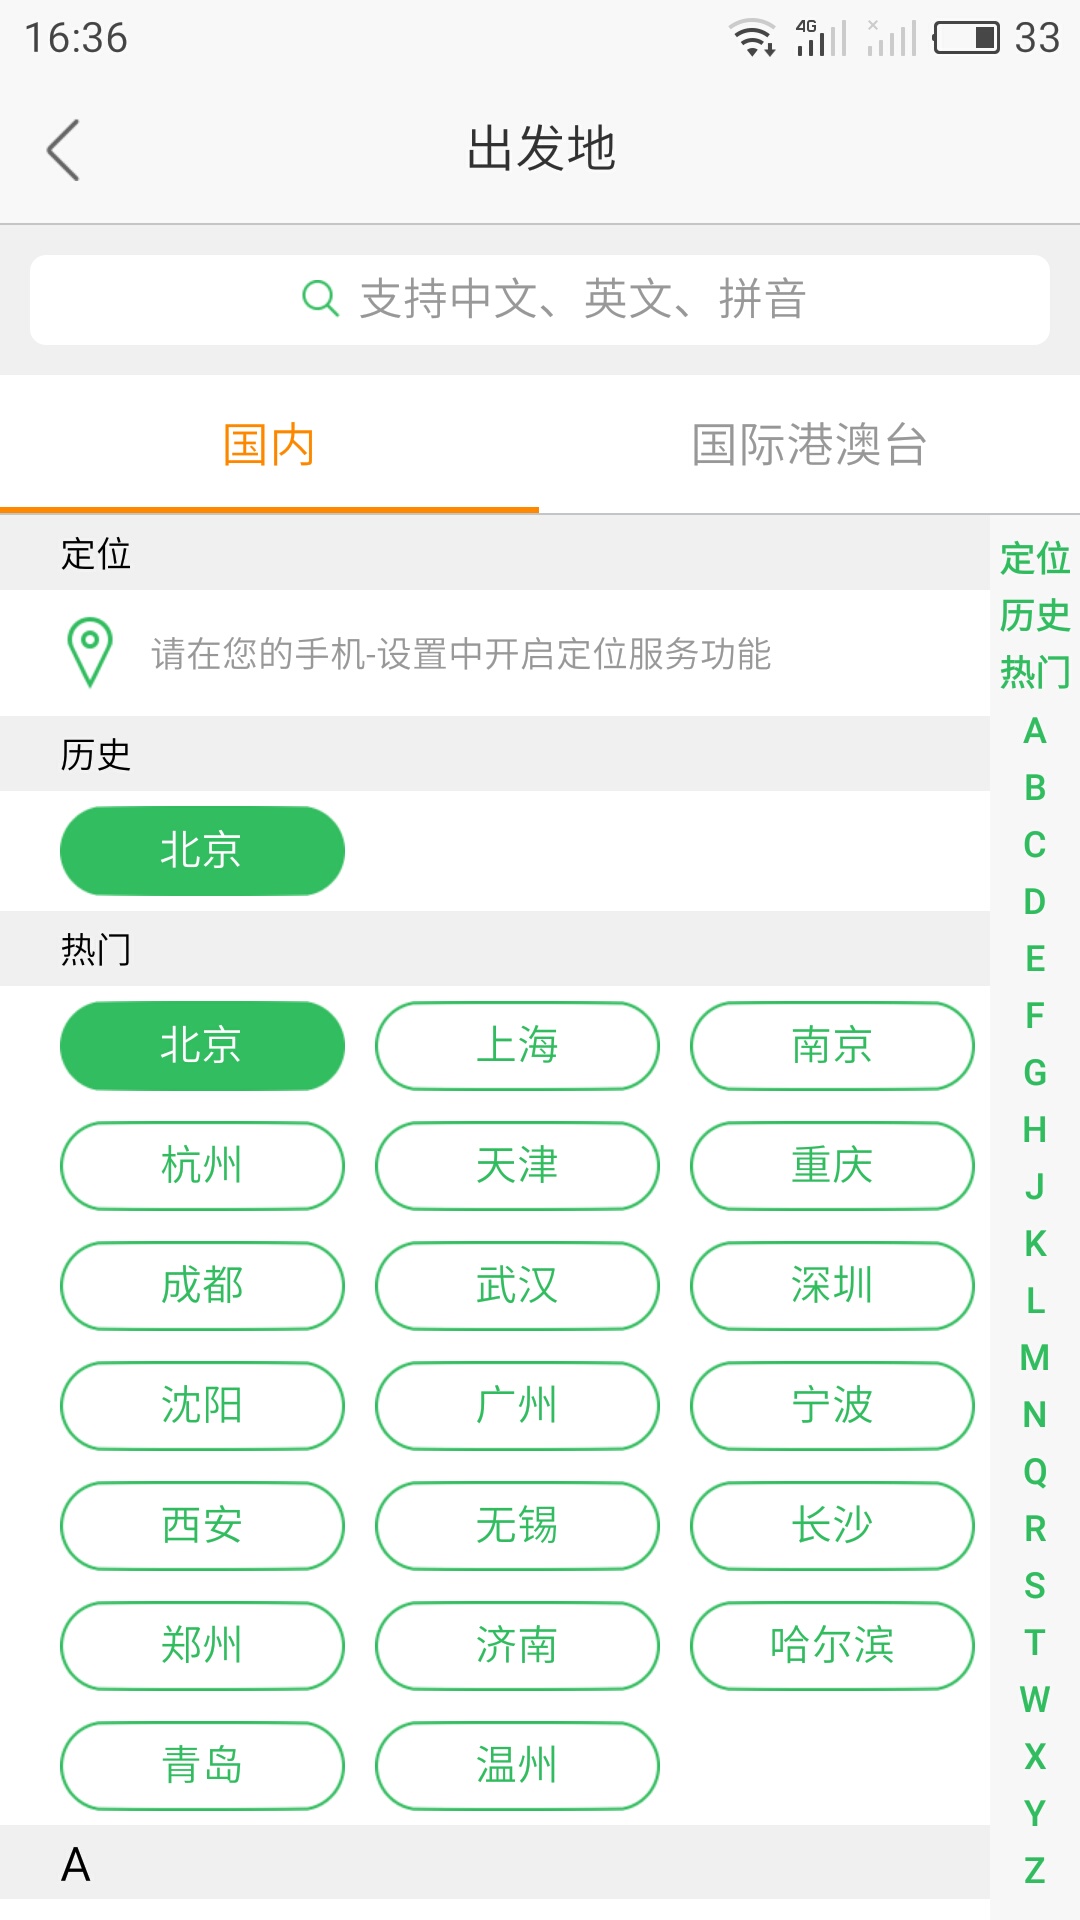 16:36
4G
33
出发地
支持中文、英文、拼音
国内
国际港澳台
定位
请在您的手机-设置中开启定位服务功能
历史
北京
热门
北京 上海 南京
杭州 天津 重庆
成都 武汉 深圳
沈阳 广州 宁波
西安 无锡 长沙
郑州 济南 哈尔滨
青岛 温州
A
定位
历史
热门
A
B
C
D
E
F
G
H
J
K
L
M
N
Q
R
S
T
W
X
Y
Z